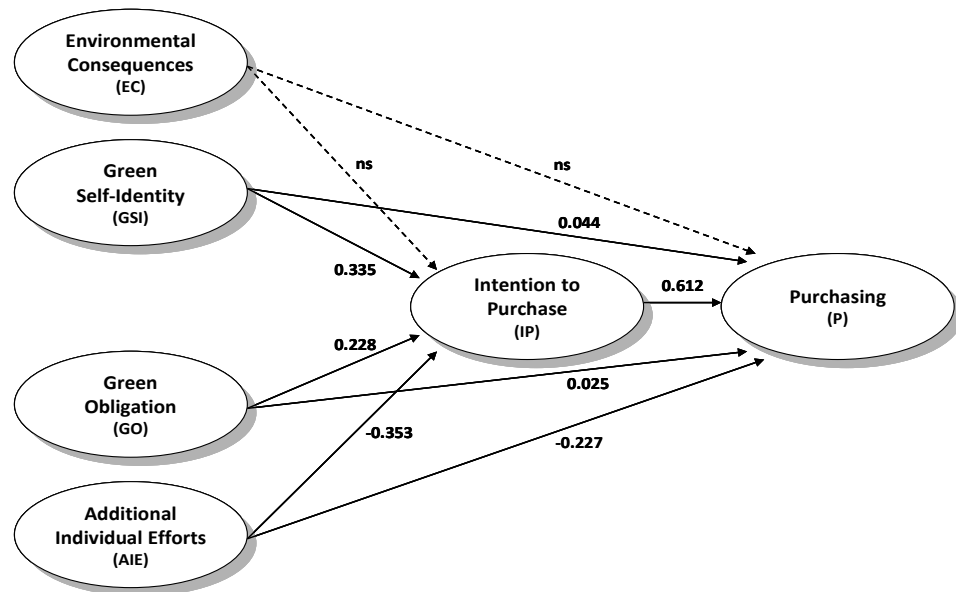 Environmental
Consequences
(EC)
ns
ns
Green
Self-Identity
(GSI)
0.044
0.335
Intention to
Purchase
(IP)
0.612
Purchasing
(P)
0.228
Green
Obligation
(GO)
0.025
-0.353
-0.227
Additional
Individual Efforts
(AIE)